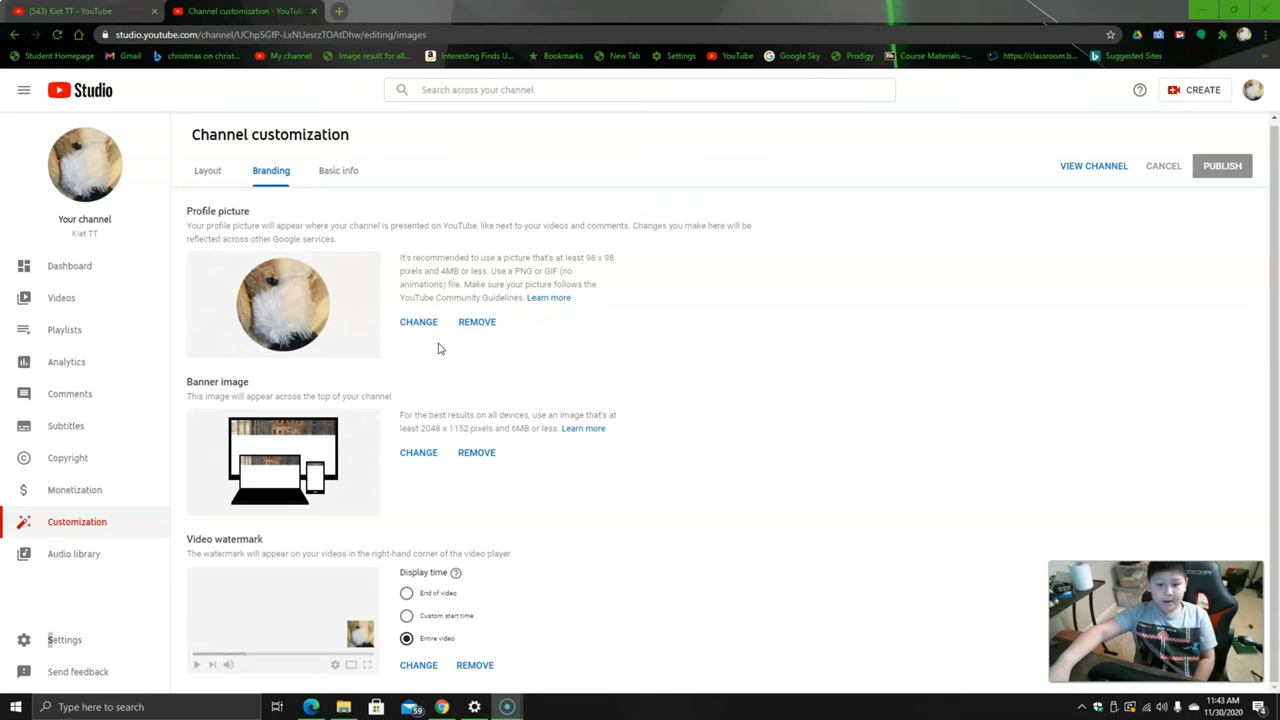 (543) Kiet TT - YouTube
Channel customization - YouTu
studio.youtube.com/channel/UChp5GfP-LxNUesrzTOAtDhw/editing/images
Student Homepage
Gmail
christmas on christ...
My channel
Image result for all...
Interesting Finds U...
Bookmarks
New Tab
Settings
YouTube
Google Sky
Prodigy
Course Materials –...
https://classroom.b...
Suggested Sites
Studio
Search across your channel
CREATE
Channel customization
Layout
Branding
Basic info
VIEW CHANNEL
CANCEL
PUBLISH
Your channel
Kiet TT
Dashboard
Videos
Playlists
Analytics
Comments
Subtitles
Copyright
Monetization
Customization
Audio library
Settings
Send feedback
Profile picture
Your profile picture will appear where your channel is presented on YouTube, like next to your videos and comments. Changes you make here will be
reflected across other Google services.
It's recommended to use a picture that's at least 98 x 98
pixels and 4MB or less. Use a PNG or GIF (no
animations) file. Make sure your picture follows the
YouTube Community Guidelines. Learn more
CHANGE
REMOVE
Banner image
This image will appear across the top of your channel
For the best results on all devices, use an image that's at
least 2048 x 1152 pixels and 6MB or less. Learn more
CHANGE
REMOVE
Video watermark
The watermark will appear on your videos in the right-hand corner of the video player
Display time
End of video
Custom start time
Entire video
CHANGE
REMOVE
Type here to search
59
11:43 AM
11/30/2020
4